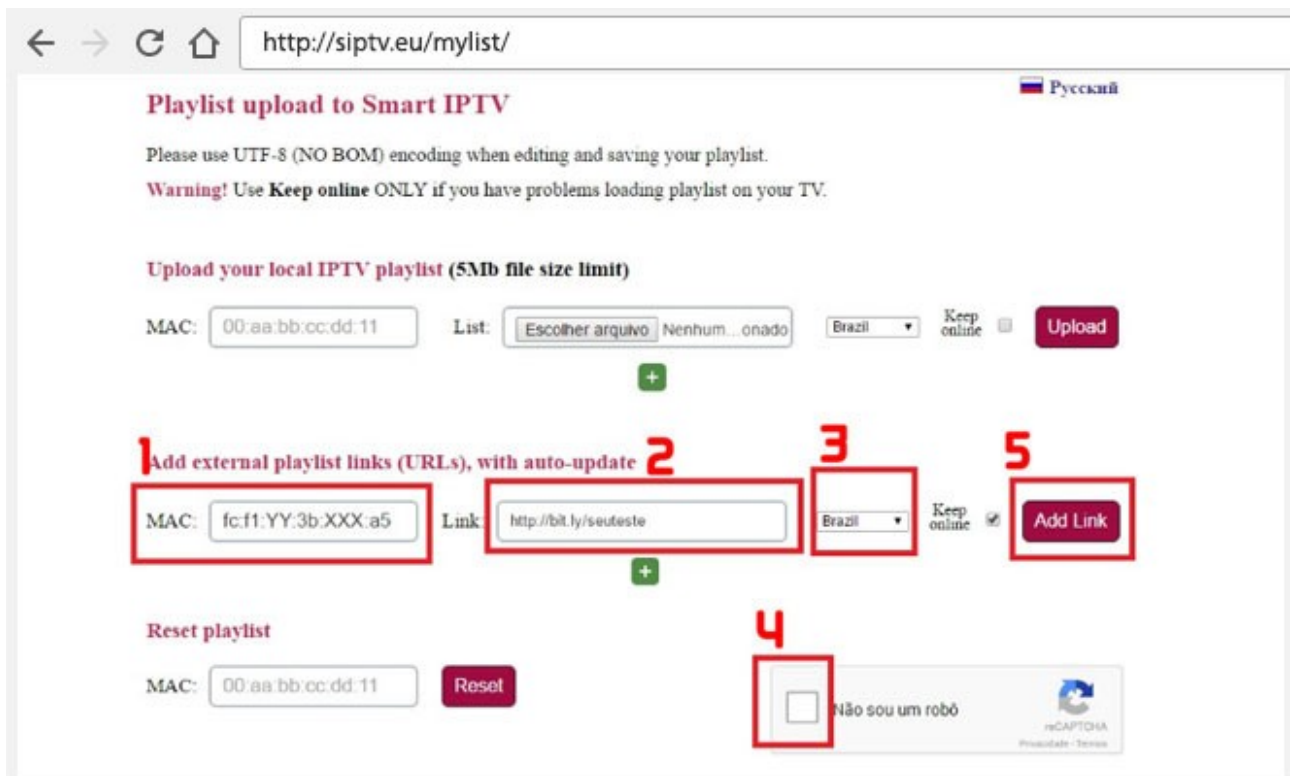 http://siptv.eu/mylist/
Русский
Playlist upload to Smart IPTV
Please use UTF-8 (NO BOM) encoding when editing and saving your playlist.
Warning! Use Keep online ONLY if you have problems loading playlist on your TV.
Upload your local IPTV playlist (5Mb file size limit)
MAC: 00:aa:bb:cc:dd:11 List: Escolher arquivo Nenhum...onado Brazil Keep online Upload
+
1 2 3 5
Add external playlist links (URLs), with auto-update
MAC: fc:f1:YY:3b:XXX:a5 Link: http://bit.ly/seuteste Brazil Keep online Add Link
+
Reset playlist
4
MAC: 00:aa:bb:cc:dd:11 Reset
Não sou um robô
reCAPTCHA
Privacidade - Termos